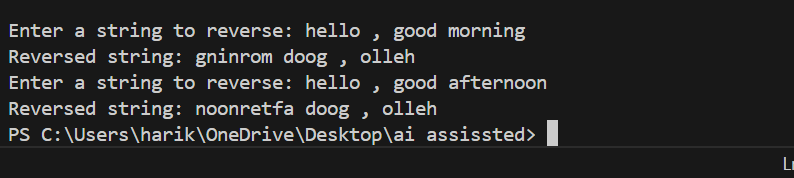 Enter a string to reverse: hello , good morning
Reversed string: gninrom doog , olleh
Enter a string to reverse: hello , good afternoon
Reversed string: noonretfa doog , olleh
PS C:\Users\harik\OneDrive\Desktop\ai assissted>